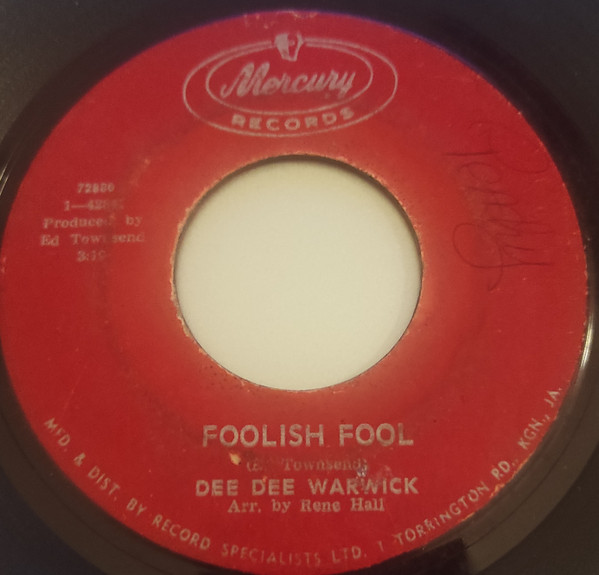 Mercury
RECORDS
72880
Produced by
Ed Townsend
FOOLISH FOOL
(E. Townsend)
DEE DEE WARWICK
Arr. by Rene Hall
MFD. & DIST. BY RECORD SPECIALISTS LTD. 1 TORRINGTON RD., KGN., JA.